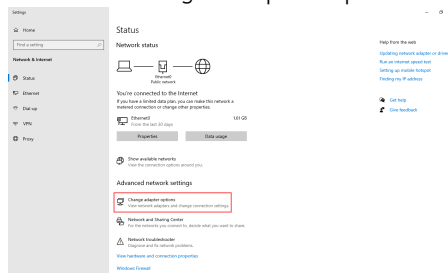 Settings
Home
Find a setting
Network & Internet
Status
Ethernet
Dial-up
VPN
Proxy
Status
Network status
Ethernet0
Public network
You're connected to the Internet
If you have a limited data plan, you can make this network a
metered connection or change other properties.
Ethernet0
From the last 30 days
1.61 GB
Properties
Data usage
Show available networks
View the connection options around you.
Advanced network settings
Change adapter options
View network adapters and change connection settings.
Network and Sharing Center
For the networks you connect to, decide what you want to share.
Network troubleshooter
Diagnose and fix network problems.
View hardware and connection properties
Windows Firewall
Help from the web
Updating network adapter or driver
Run an internet speed test
Setting up mobile hotspot
Finding my IP address
Get help
Give feedback